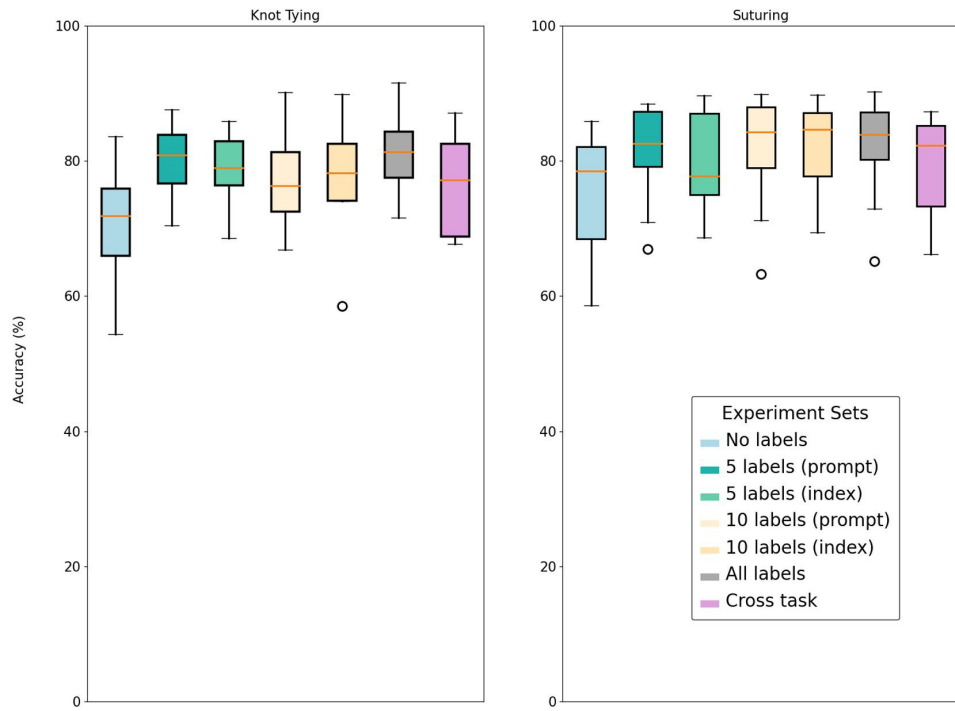 Knot Tying
Suturing
100
80
60
40
20
0
Accuracy (%)
100
80
60
40
20
0
Experiment Sets
No labels
5 labels (prompt)
5 labels (index)
10 labels (prompt)
10 labels (index)
All labels
Cross task